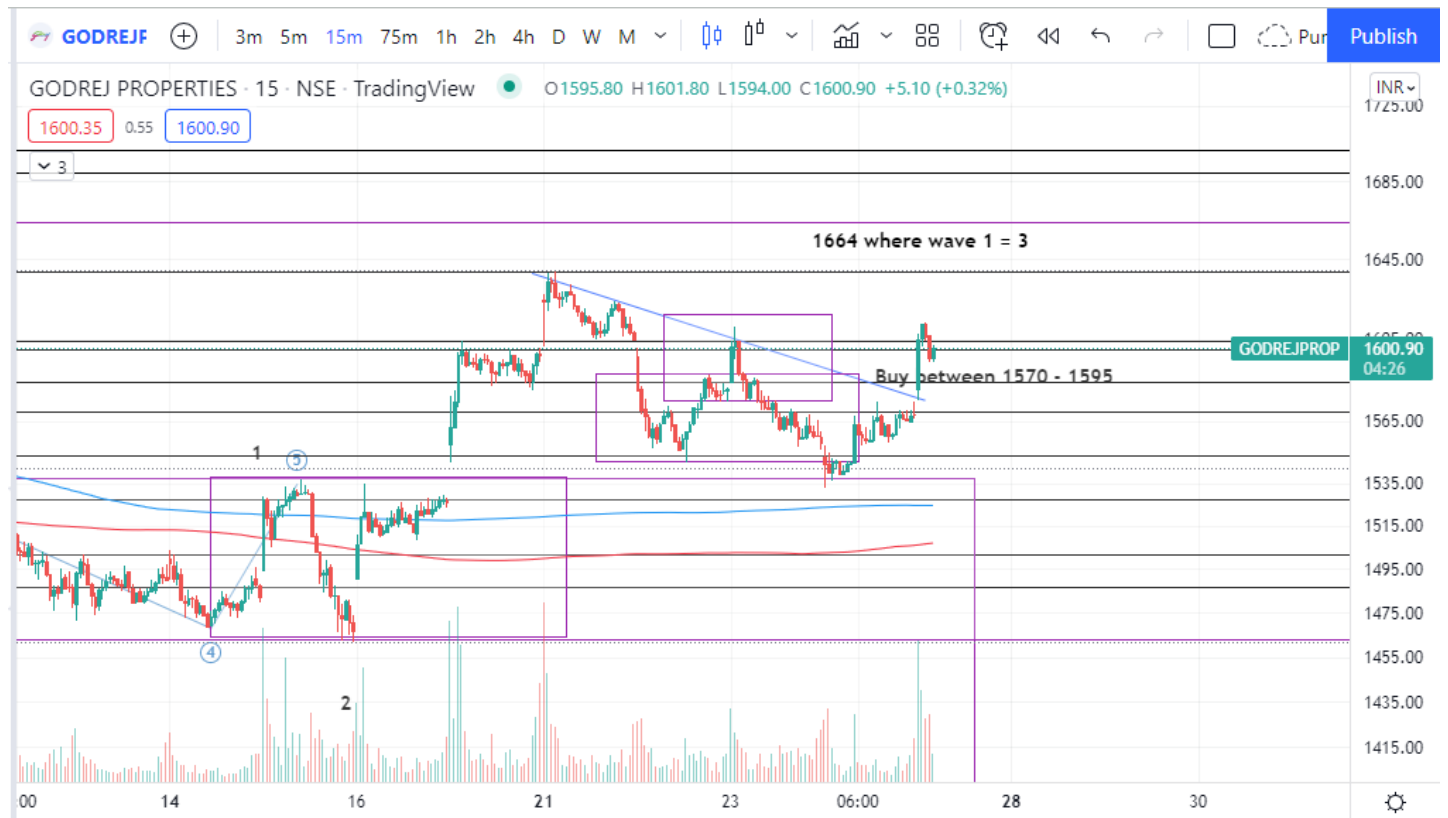 GODREJP 3m 5m 15m 75m 1h 2h 4h D W M Pur Publish
GODREJ PROPERTIES · 15 · NSE · TradingView O1595.80 H1601.80 L1594.00 C1600.90 +5.10 (+0.32%) INR
1600.35 0.55 1600.90
3
1725.00
1685.00
1664 where wave 1 = 3
1645.00
1605.00
GODREJPROP 1600.90
04:26
Buy between 1570 - 1595
1565.00
1 5
1535.00
1515.00
1495.00
1475.00
4
1455.00
2
1435.00
1415.00
:00 14 16 21 23 06:00 28 30